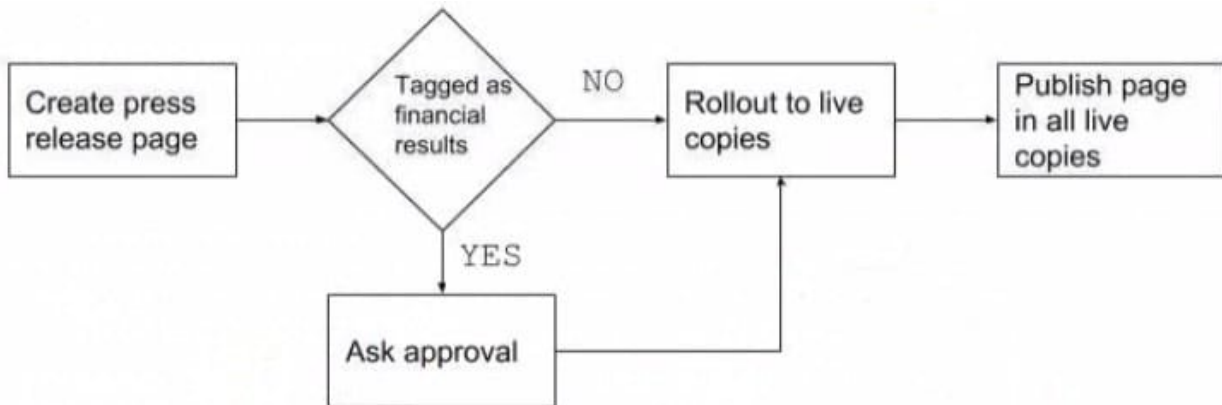 Create press
release page
Tagged as
financial
results
NO
Rollout to live
copies
Publish page
in all live
copies
YES
Ask approval